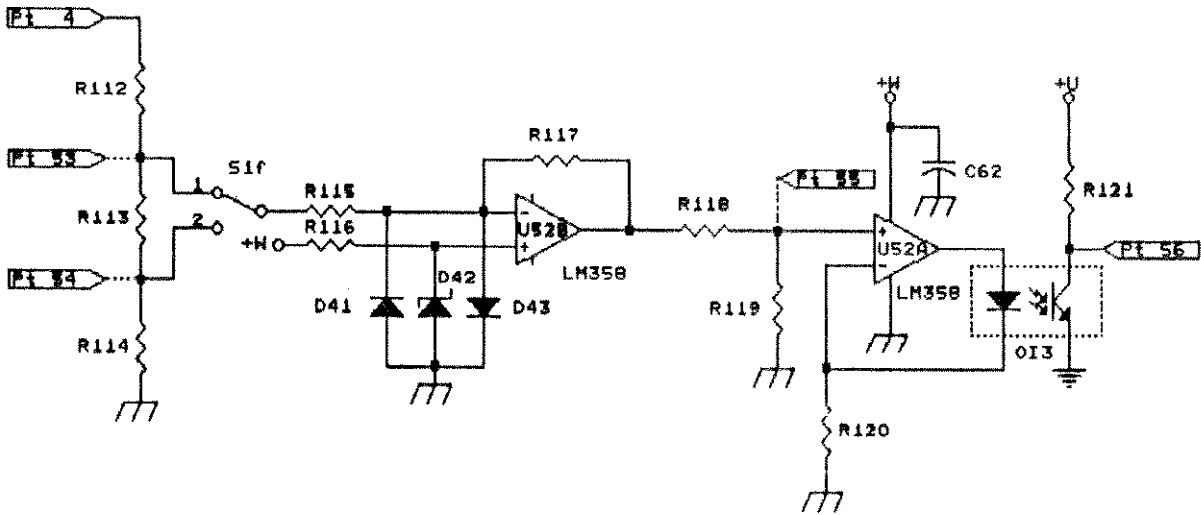 Pt 4
R112
Pt 53
S1f
1
R113
2
Pt 54
R114
R115
R116
+W
R117
U52B
LM358
D41
D42
D43
R118
Pt 55
R119
+W
C62
U52A
LM358
R120
+U
R121
Pt 56
OI3